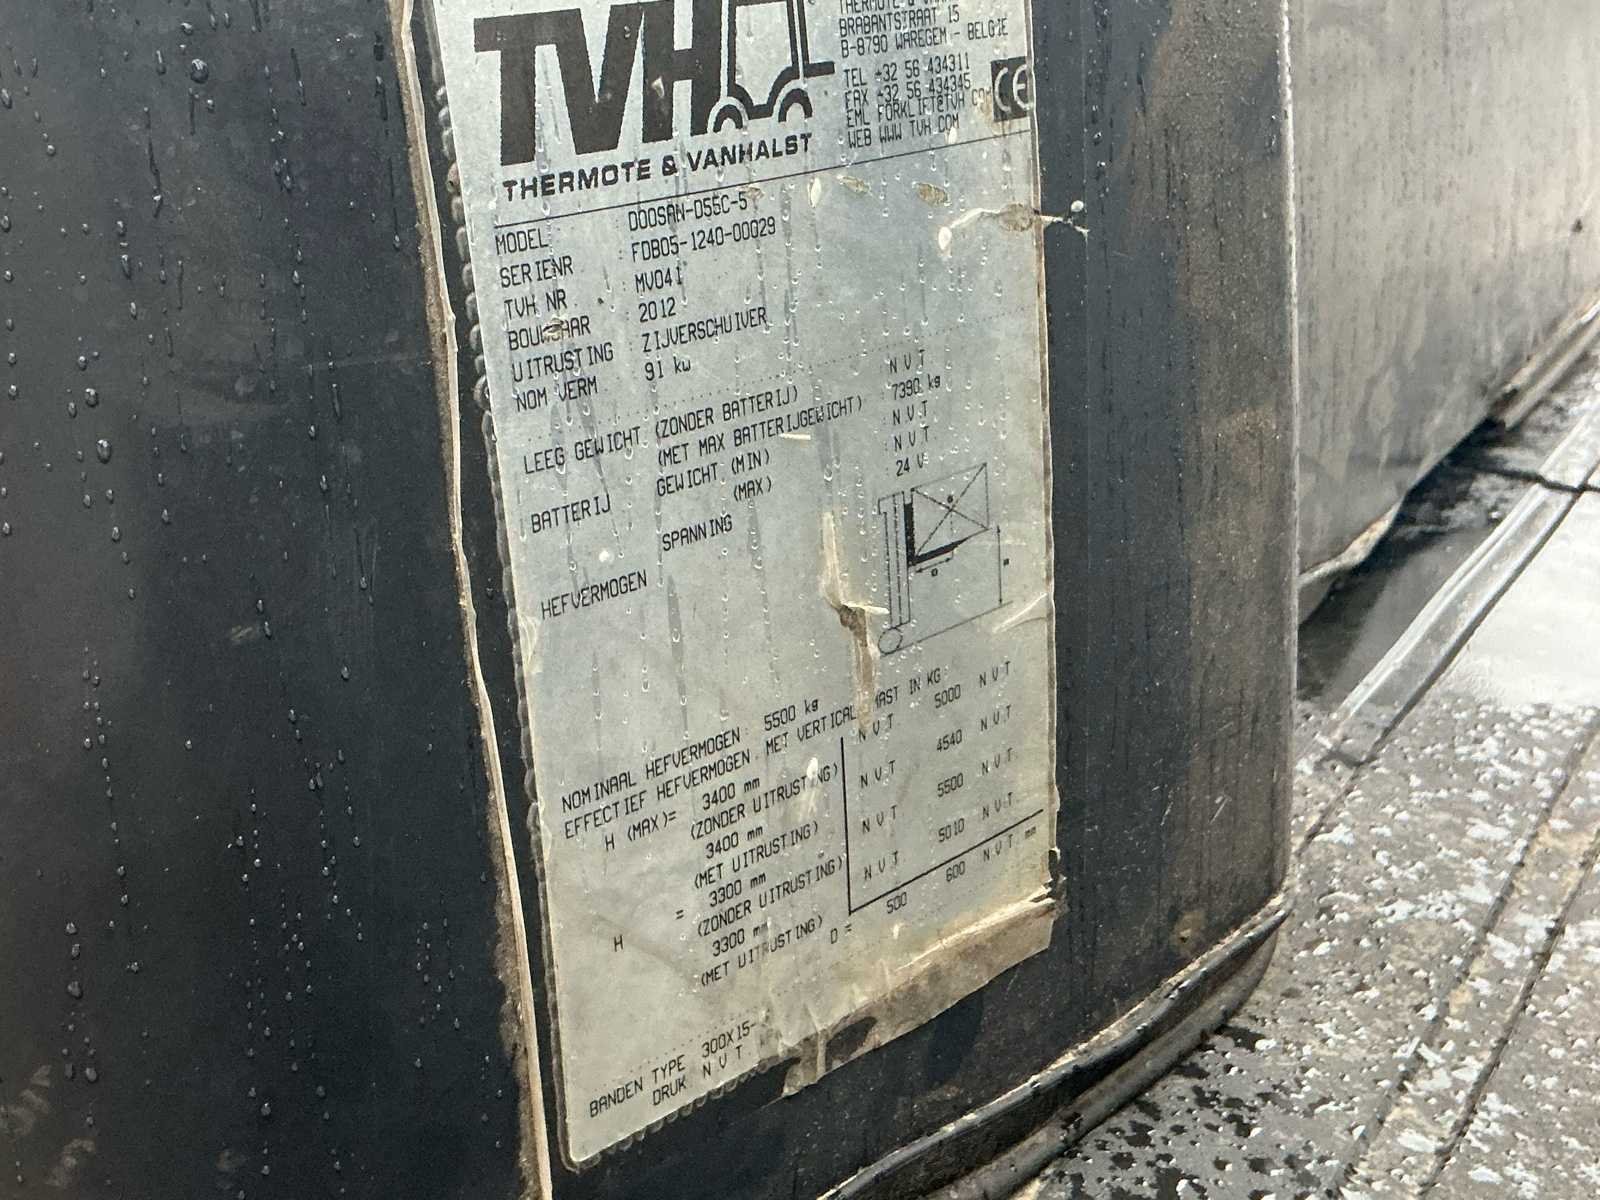 TVH
THERMOTE & VANHALST
BRABANTSTRAAT 15
B-8790 WAREGEM - BELGIE
TEL +32 56 434311
FAX +32 56 434345
EML FORKLIFT@TVH COM
WEB WWW TVH COM
CE
MODEL : DOOSAN-D55C-5
SERIENR : FDB05-1240-00029
TVH NR : MV041
BOUWJAAR : 2012
UITRUSTING : ZIJVERSCHUIVER
NOM VERM : 91 kw
LEEG GEWICHT (ZONDER BATTERIJ) : N V T
(MET MAX BATTERIJGEWICHT) : 7390 kg
BATTERIJ GEWICHT (MIN) : N V T
(MAX) : N V T
SPANNING : 24 V
HEFVERMOGEN
NOMINAAL HEFVERMOGEN : 5500 kg
EFFECTIEF HEFVERMOGEN MET VERTICALE MAST IN KG
H (MAX)= 3400 mm (ZONDER UITRUSTING) N V T 5000 N V T
3400 mm (MET UITRUSTING) N V T 4540 N V T
H = 3300 mm (ZONDER UITRUSTING) N V T 5500 N V T
3300 mm (MET UITRUSTING) N V T 5010 N V T
D = 500 600 N V T mm
BANDEN TYPE 300X15-
DRUK N V T